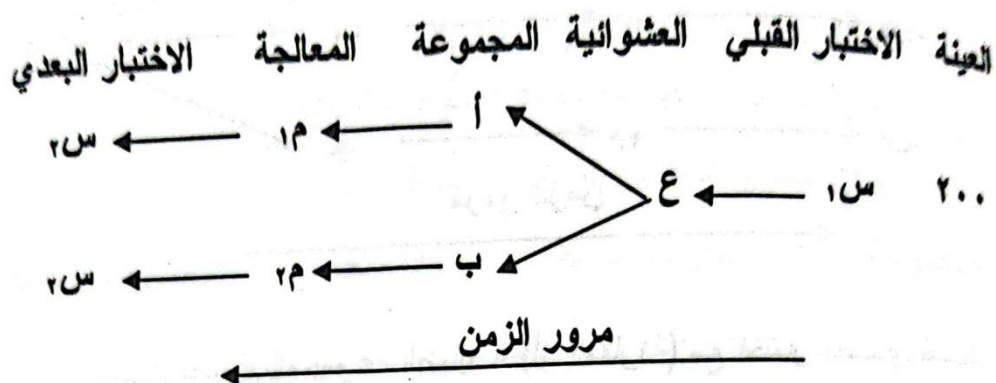 العينة الاختبار القبلي العشوائية المجموعة المعالجة الاختبار البعدي
أ م١ س٢
٢٠٠ س١ ع
ب م٢ س٢
مرور الزمن